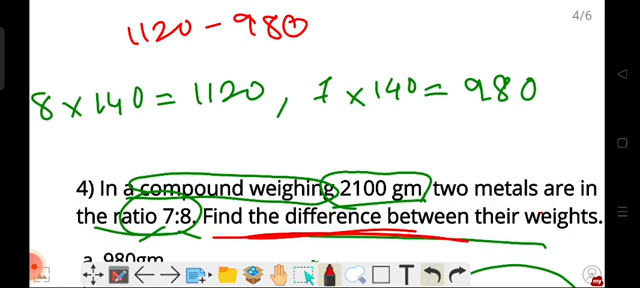 4/6
1120 - 980
8 × 140 = 1120, 7 × 140 = 980
4) In a compound weighing 2100 gm, two metals are in
the ratio 7:8. Find the difference between their weights.
a. 980gm
T
my